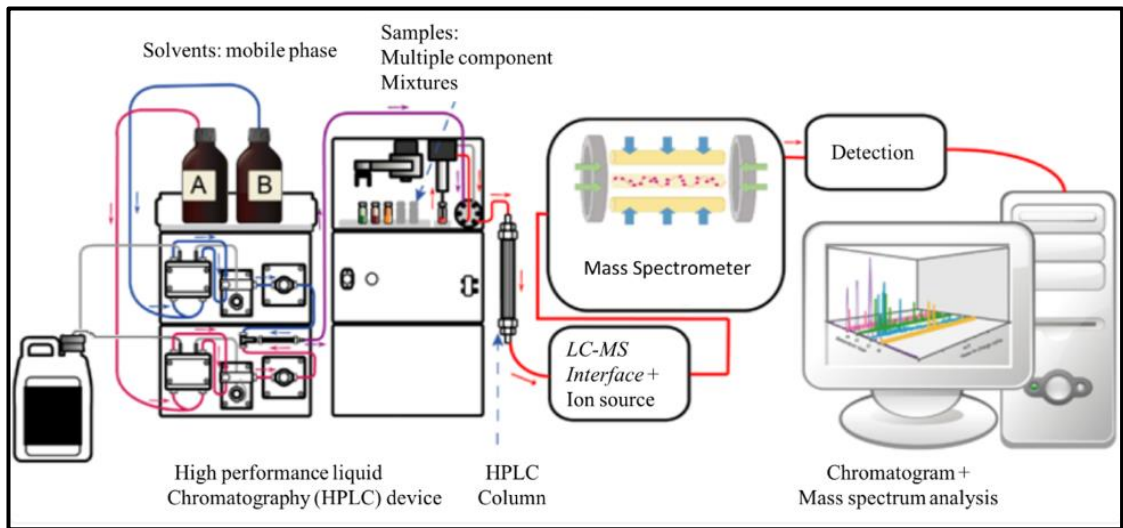 Solvents: mobile phase
Samples:
Multiple component
Mixtures
A
B
Mass Spectrometer
Detection
LC-MS
Interface +
Ion source
High performance liquid
Chromatography (HPLC) device
HPLC
Column
Chromatogram +
Mass spectrum analysis